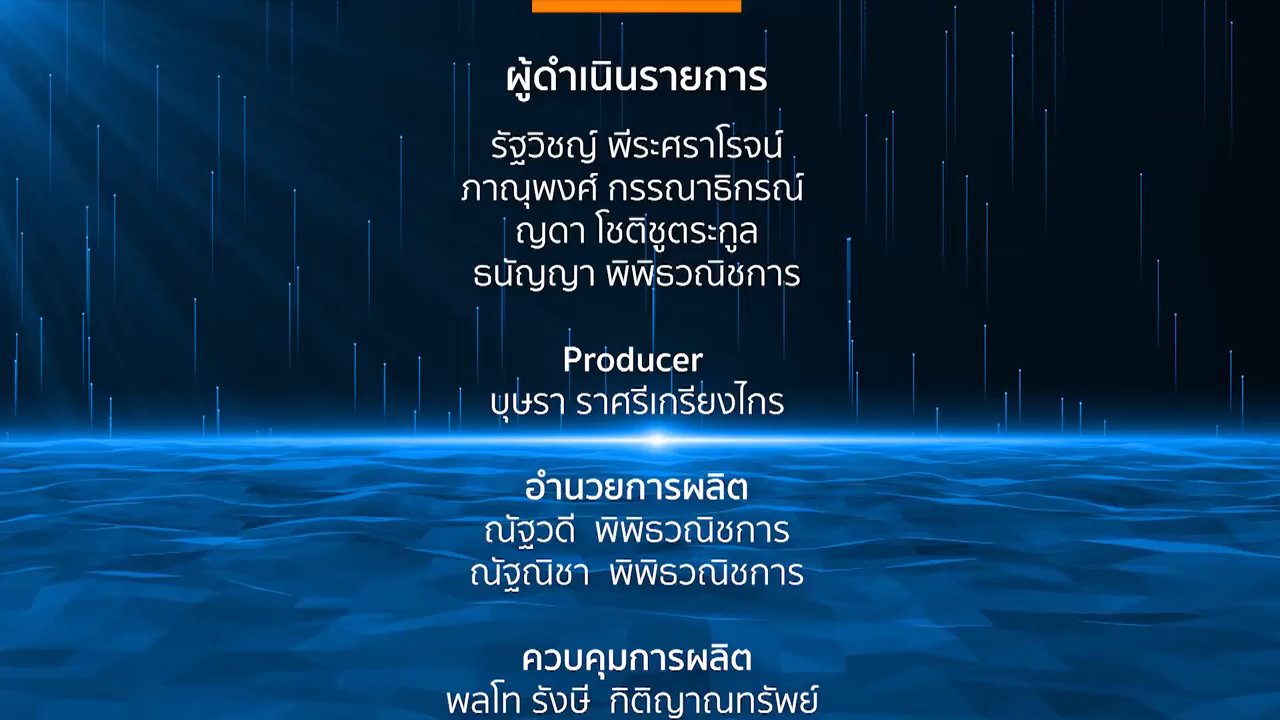 ผู้ดำเนินรายการ
รัฐวิชญ์ พีระศราโรจน์
ภาณุพงศ์ กรรณาธิกรณ์
ญดา โชติชูตระกูล
ธนัญญา พิพิธวณิชการ
Producer
บุษรา ราศรีเกรียงไกร
อำนวยการผลิต
ณัฐวดี พิพิธวณิชการ
ณัฐณิชา พิพิธวณิชการ
ควบคุมการผลิต
พลโท รังษี กิติญาณทรัพย์